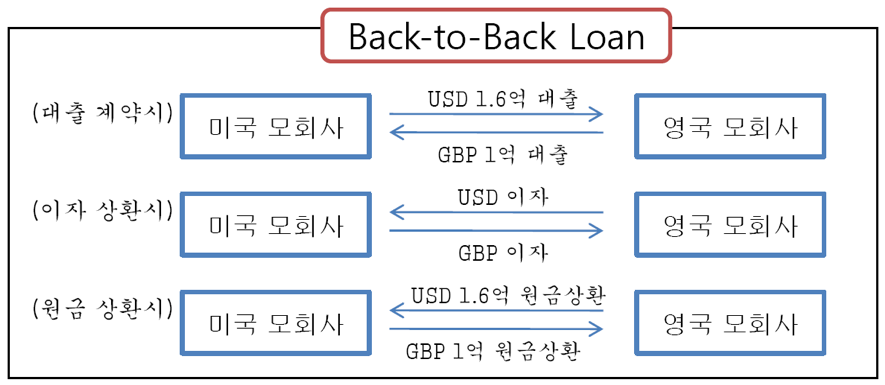 Back-to-Back Loan
(대출 계약시)
미국 모회사
USD 1.6억 대출
GBP 1억 대출
영국 모회사
(이자 상환시)
미국 모회사
USD 이자
GBP 이자
영국 모회사
(원금 상환시)
미국 모회사
USD 1.6억 원금상환
GBP 1억 원금상환
영국 모회사